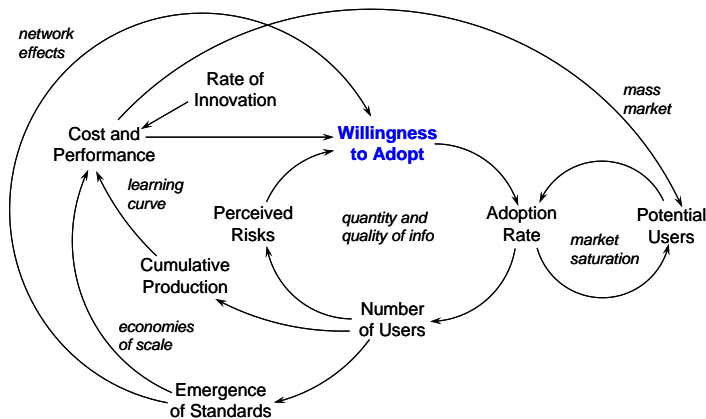 network
effects
Rate of
Innovation
mass
market
Cost and
Performance
Willingness
to Adopt
learning
curve
Perceived
Risks
quantity and
quality of info
Adoption
Rate
Potential
Users
market
saturation
Cumulative
Production
Number
of Users
economies
of scale
Emergence
of Standards